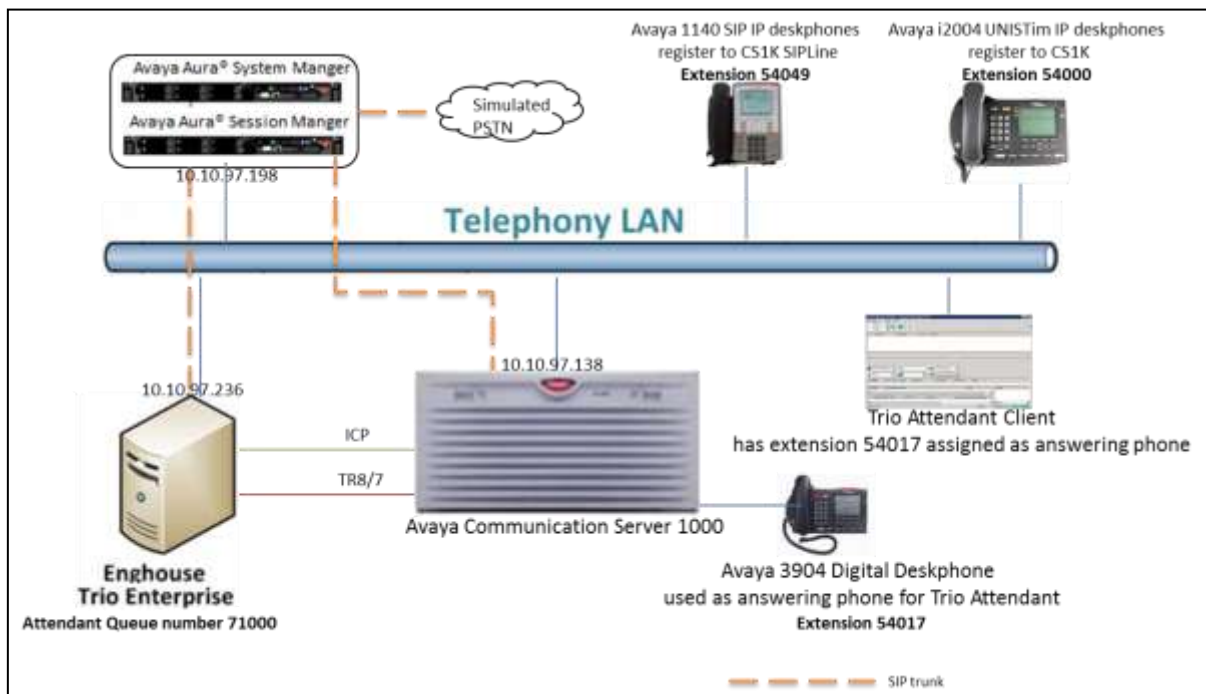 Avaya 1140 SIP IP deskphones
register to CS1K SIPLine
Extension 54049
Avaya i2004 UNISTim IP deskphones
register to CS1K
Extension 54000
Avaya Aura® System Manger
Avaya Aura® Session Manger
Simulated
PSTN
10.10.97.198
Telephony LAN
10.10.97.138
10.10.97.236
Trio Attendant Client
has extension 54017 assigned as answering phone
ICP
TR8/7
Avaya Communication Server 1000
Enghouse
Trio Enterprise
Attendant Queue number 71000
Avaya 3904 Digital Deskphone
used as answering phone for Trio Attendant
Extension 54017
SIP trunk